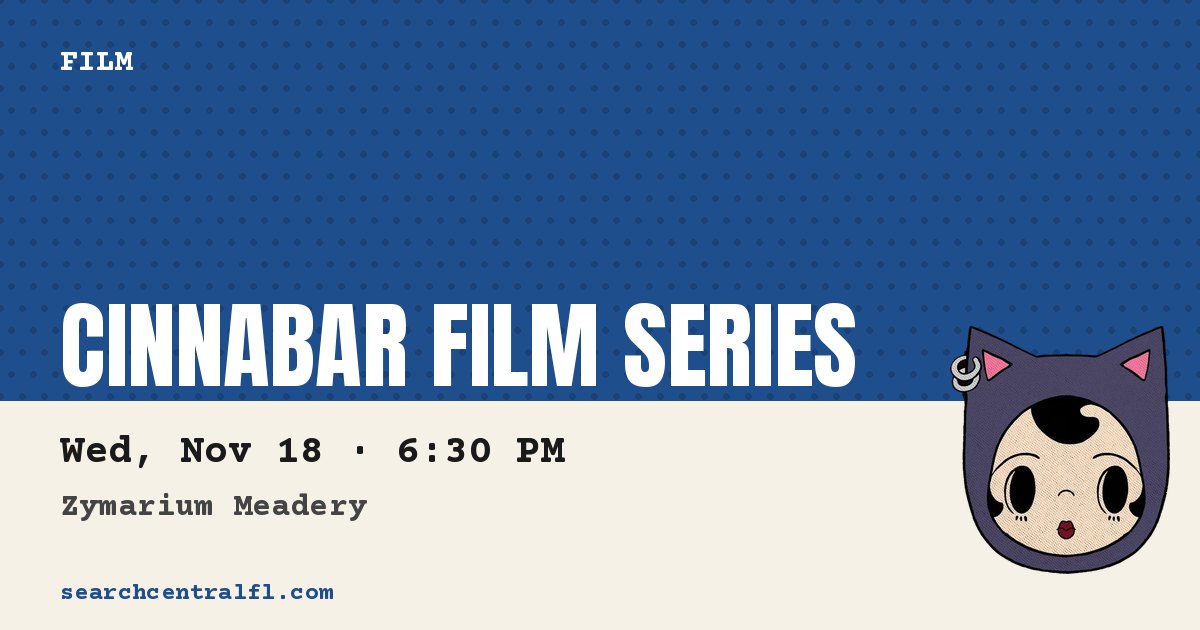 FILM
CINNABAR FILM SERIES
Wed, Nov 18 · 6:30 PM
Zymarium Meadery
searchcentralfl.com